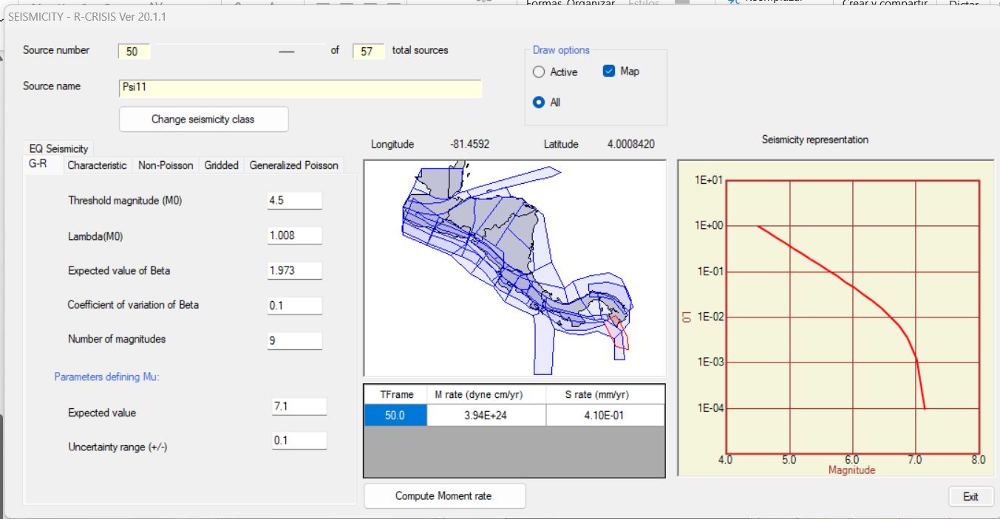 Formas Organizar Estilos Reemplazar Crear y compartir Dictar
SEISMICITY - R-CRISIS Ver 20.1.1
Source number 50 of 57 total sources
Source name Psi11
Change seismicity class
Draw options
Active Map
All
EQ Seismicity
G-R Characteristic Non-Poisson Gridded Generalized Poisson
Threshold magnitude (M0) 4.5
Lambda(M0) 1.008
Expected value of Beta 1.973
Coefficient of variation of Beta 0.1
Number of magnitudes 9
Parameters defining Mu:
Expected value 7.1
Uncertainty range (+/-) 0.1
Longitude -81.4592 Latitude 4.0008420
TFrame M rate (dyne cm/yr) S rate (mm/yr)
50.0 3.94E+24 4.10E-01
Compute Moment rate
Seismicity representation
1E+01
1E+00
1E-01
LO
1E-02
1E-03
1E-04
4.0 5.0 6.0 7.0 8.0
Magnitude
Exit